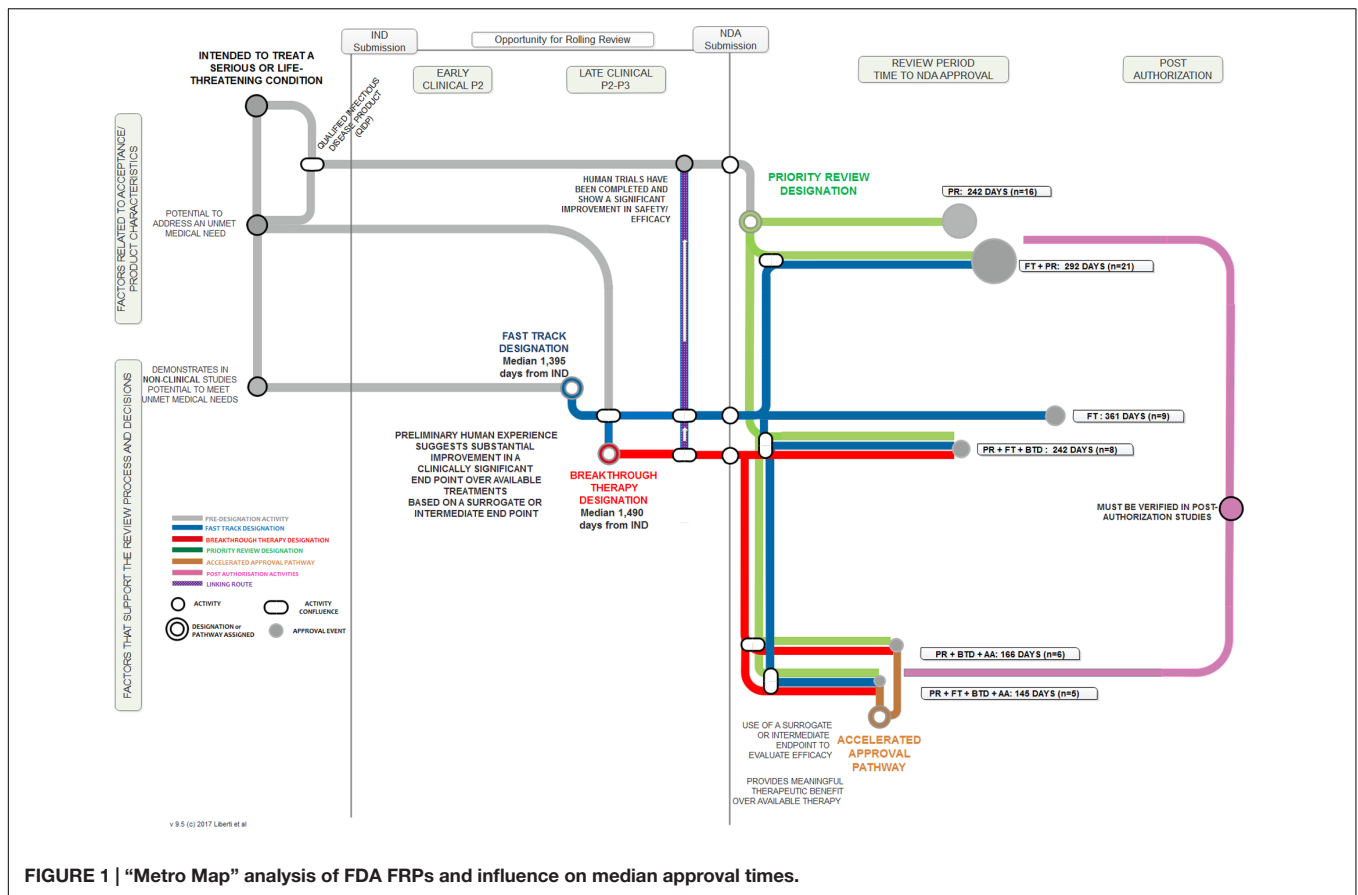 IND
Submission
Opportunity for Rolling Review
NDA
Submission
INTENDED TO TREAT A
SERIOUS OR LIFE-
THREATENING CONDITION
EARLY
CLINICAL P2
LATE CLINICAL
P2-P3
REVIEW PERIOD
TIME TO NDA APPROVAL
POST
AUTHORIZATION
FACTORS RELATED TO ACCEPTANCE/
PRODUCT CHARACTERISTICS
QUALIFIED INFECTIOUS
DISEASE PRODUCT
(QIDP)
HUMAN TRIALS HAVE
BEEN COMPLETED AND
SHOW A SIGNIFICANT
IMPROVEMENT IN SAFETY/
EFFICACY
PRIORITY REVIEW
DESIGNATION
PR: 242 DAYS (n=16)
POTENTIAL TO
ADDRESS AN UNMET
MEDICAL NEED
FT + PR: 292 DAYS (n=21)
FAST TRACK
DESIGNATION
Median 1,395
days from IND
FACTORS THAT SUPPORT THE REVIEW PROCESS AND DECISIONS
DEMONSTRATES IN
NON-CLINICAL STUDIES
POTENTIAL TO MEET
UNMET MEDICAL NEEDS
FT : 361 DAYS (n=9)
PRELIMINARY HUMAN EXPERIENCE
SUGGESTS SUBSTANTIAL
IMPROVEMENT IN A
CLINICALLY SIGNIFICANT
END POINT OVER AVAILABLE
TREATMENTS
BASED ON A SURROGATE OR
INTERMEDIATE END POINT
PR + FT + BTD : 242 DAYS (n=8)
BREAKTHROUGH
THERAPY
DESIGNATION
Median 1,490
days from IND
MUST BE VERIFIED IN POST-
AUTHORIZATION STUDIES
PRE-DESIGNATION ACTIVITY
FAST TRACK DESIGNATION
BREAKTHROUGH THERAPY DESIGNATION
PRIORITY REVIEW DESIGNATION
ACCELERATED APPROVAL PATHWAY
POST AUTHORISATION ACTIVITIES
LINKING ROUTE
ACTIVITY
ACTIVITY
CONFLUENCE
DESIGNATION or
PATHWAY ASSIGNED
APPROVAL EVENT
PR + BTD + AA: 166 DAYS (n=6)
PR + FT + BTD + AA: 145 DAYS (n=5)
USE OF A SURROGATE
OR INTERMEDIATE
ENDPOINT TO
EVALUATE EFFICACY
ACCELERATED
APPROVAL
PATHWAY
PROVIDES MEANINGFUL
THERAPEUTIC BENEFIT
OVER AVAILABLE THERAPY
v 9.5 (c) 2017 Liberti et al
FIGURE 1 | "Metro Map" analysis of FDA FRPs and influence on median approval times.